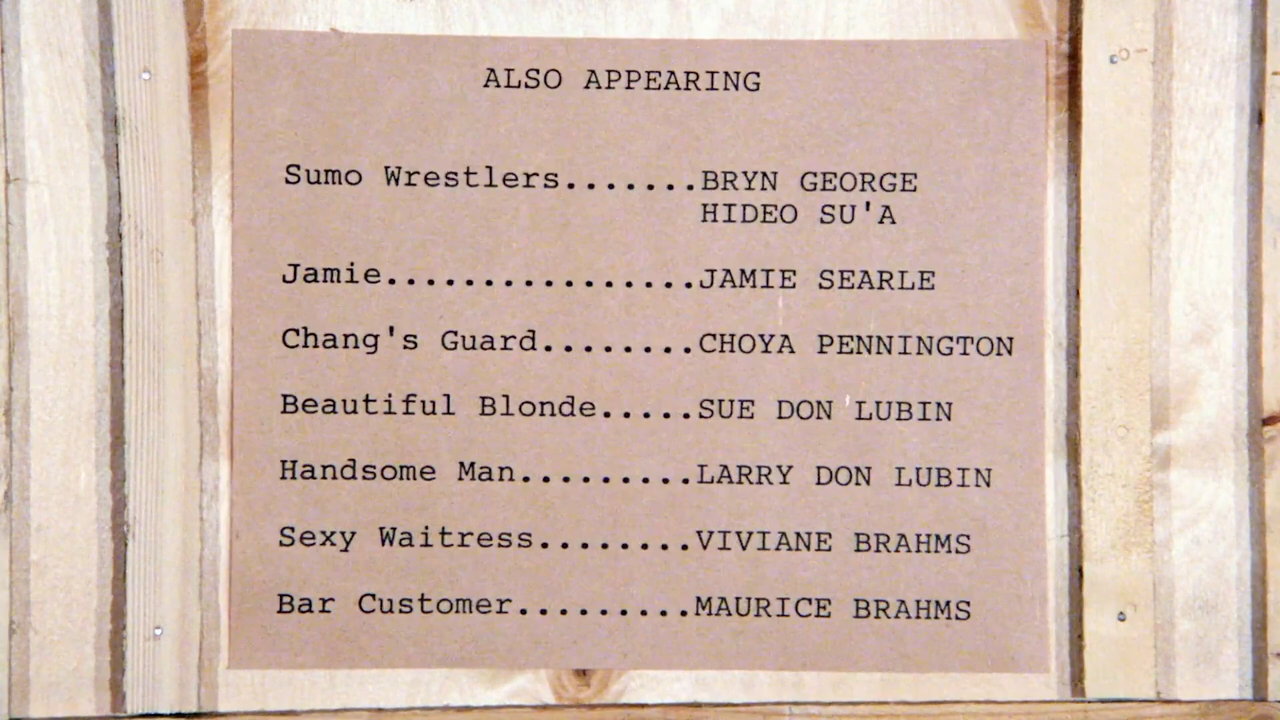 ALSO APPEARING
Sumo Wrestlers.......BRYN GEORGE
HIDEO SU'A
Jamie................JAMIE SEARLE
Chang's Guard........CHOYA PENNINGTON
Beautiful Blonde.....SUE DON LUBIN
Handsome Man.........LARRY DON LUBIN
Sexy Waitress........VIVIANE BRAHMS
Bar Customer.........MAURICE BRAHMS